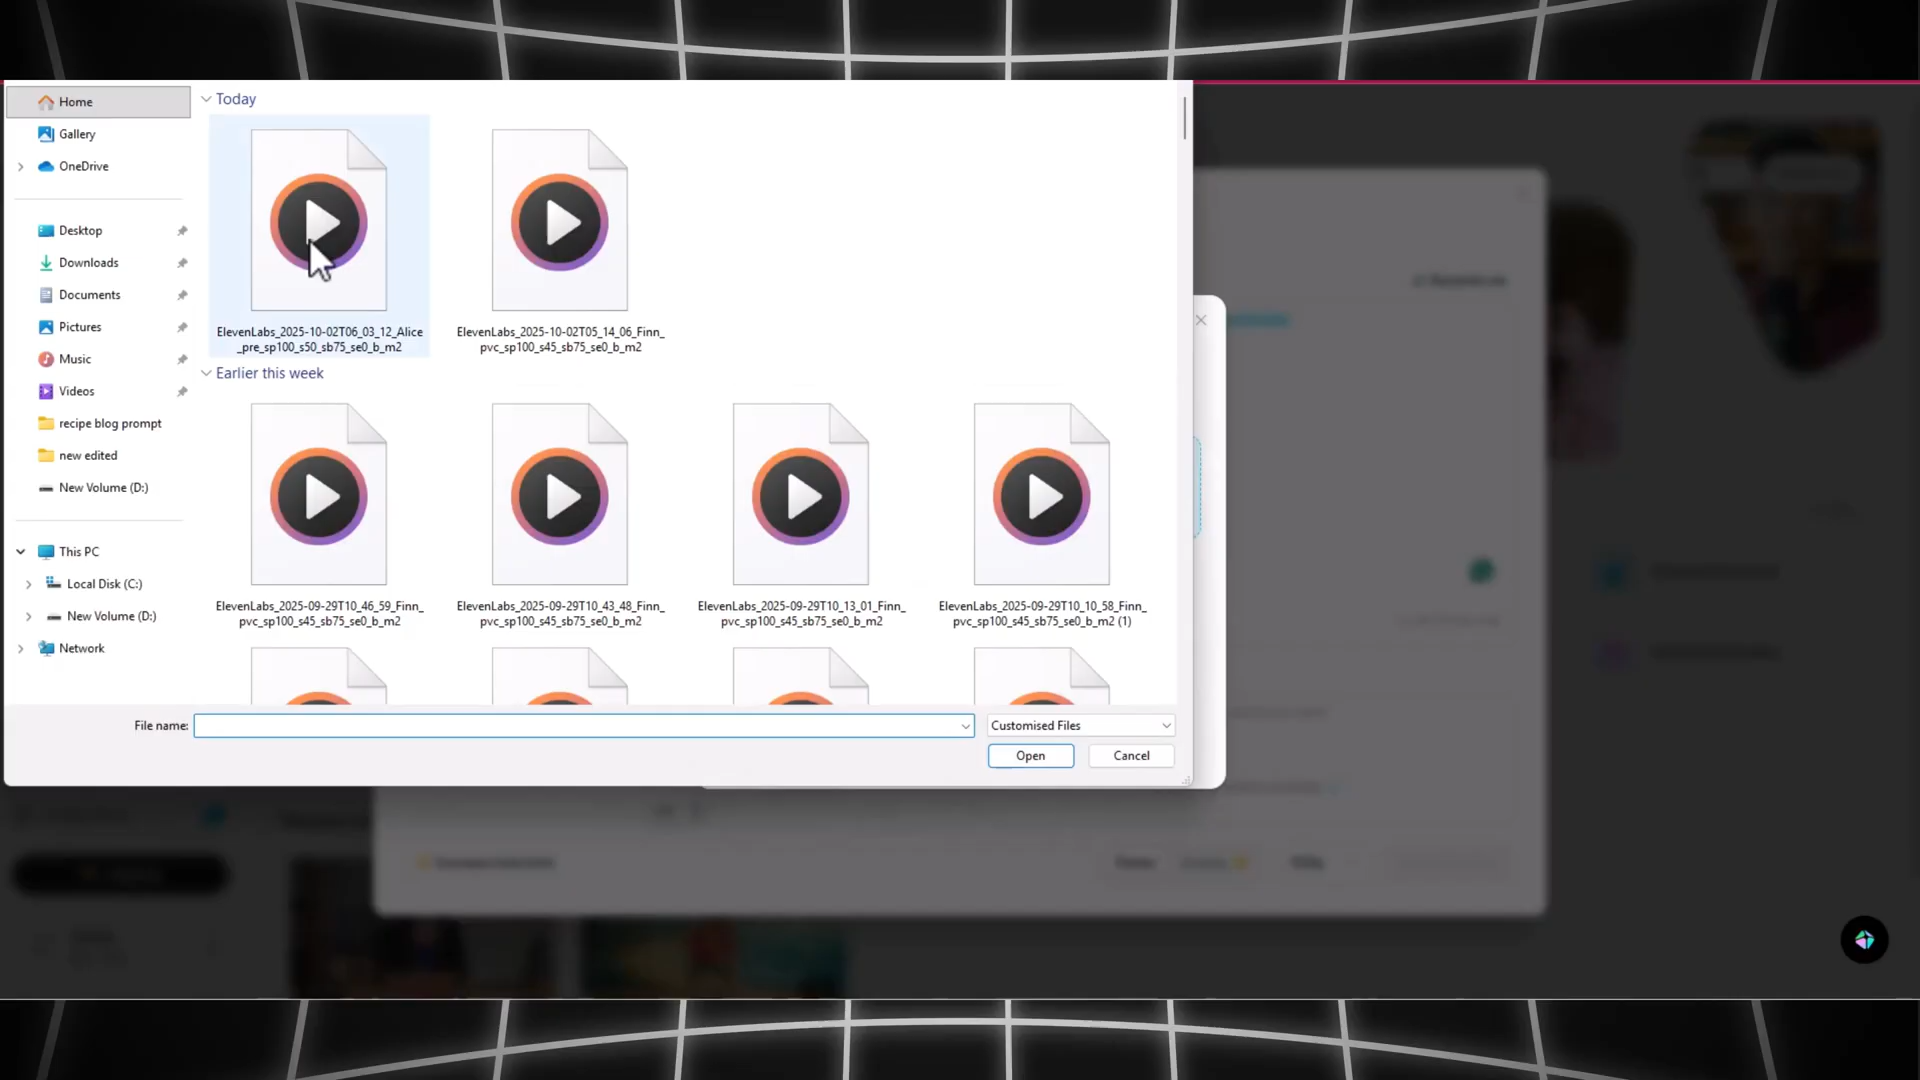 Home
Gallery
OneDrive
Desktop
Downloads
Documents
Pictures
Music
Videos
recipe blog prompt
new edited
New Volume (D:)
This PC
Local Disk (C:)
New Volume (D:)
Network
Today
ElevenLabs_2025-10-02T06_03_12_Alice
_pre_sp100_s50_sb75_se0_b_m2
ElevenLabs_2025-10-02T05_14_06_Finn_
pvc_sp100_s45_sb75_se0_b_m2
Earlier this week
ElevenLabs_2025-09-29T10_46_59_Finn_
pvc_sp100_s45_sb75_se0_b_m2
ElevenLabs_2025-09-29T10_43_48_Finn_
pvc_sp100_s45_sb75_se0_b_m2
ElevenLabs_2025-09-29T10_13_01_Finn_
pvc_sp100_s45_sb75_se0_b_m2
ElevenLabs_2025-09-29T10_10_58_Finn_
pvc_sp100_s45_sb75_se0_b_m2 (1)
File name:
Customised Files
Open
Cancel